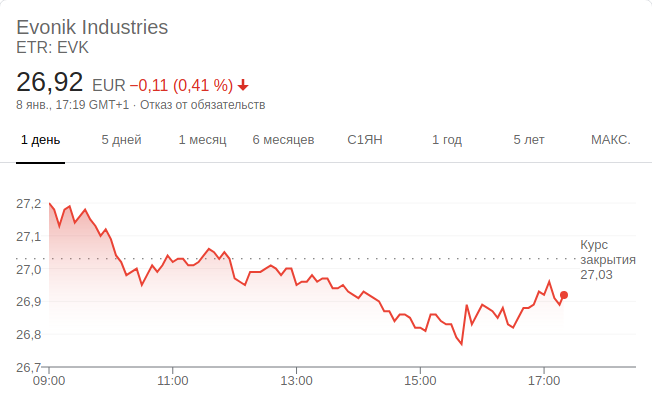 Evonik Industries
ETR: EVK
26,92 EUR −0,11 (0,41 %)
8 янв., 17:19 GMT+1 · Отказ от обязательств
1 день 5 дней 1 месяц 6 месяцев С1ЯН 1 год 5 лет МАКС.
27,2
27,1
27,0
26,9
26,8
26,7
Курс
закрытия
27,03
09:00 11:00 13:00 15:00 17:00